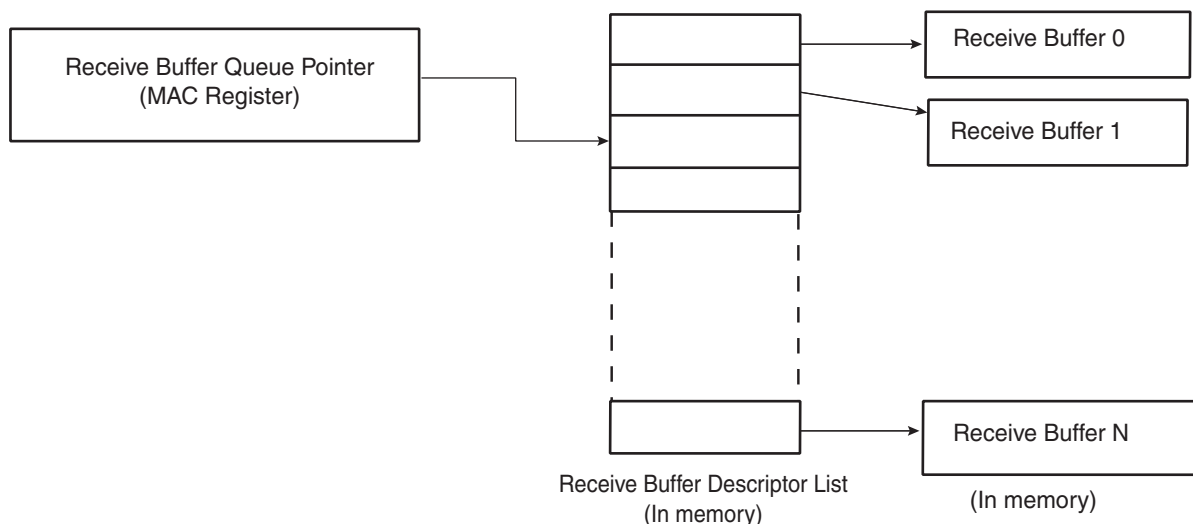 Receive Buffer Queue Pointer
(MAC Register)
Receive Buffer 0
Receive Buffer 1
Receive Buffer N
Receive Buffer Descriptor List
(In memory)
(In memory)